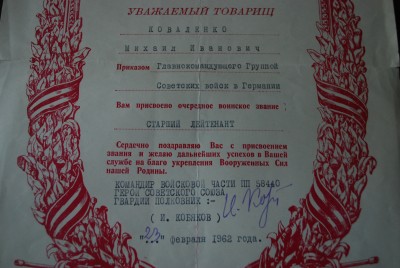 УВАЖАЕМЫЙ ТОВАРИЩ
КОВАЛЕНКО
Михаил Иванович
Приказом Главнокомандующего Группой
Советских войск в Германии
Вам присвоено очередное воинское звание :
СТАРШИЙ ЛЕЙТЕНАНТ
Сердечно поздравляю Вас с присвоением
звания и желаю дальнейших успехов в Вашей
службе на благо укрепления Вооруженных Сил
нашей Родины.
КОМАНДИР ВОЙСКОВОЙ ЧАСТИ ПП 58440
ГЕРОЙ СОВЕТСКОГО СОЮЗА
ГВАРДИИ ПОЛКОВНИК :-
( И. КОБЯКОВ )
"23" февраля 1962 года.